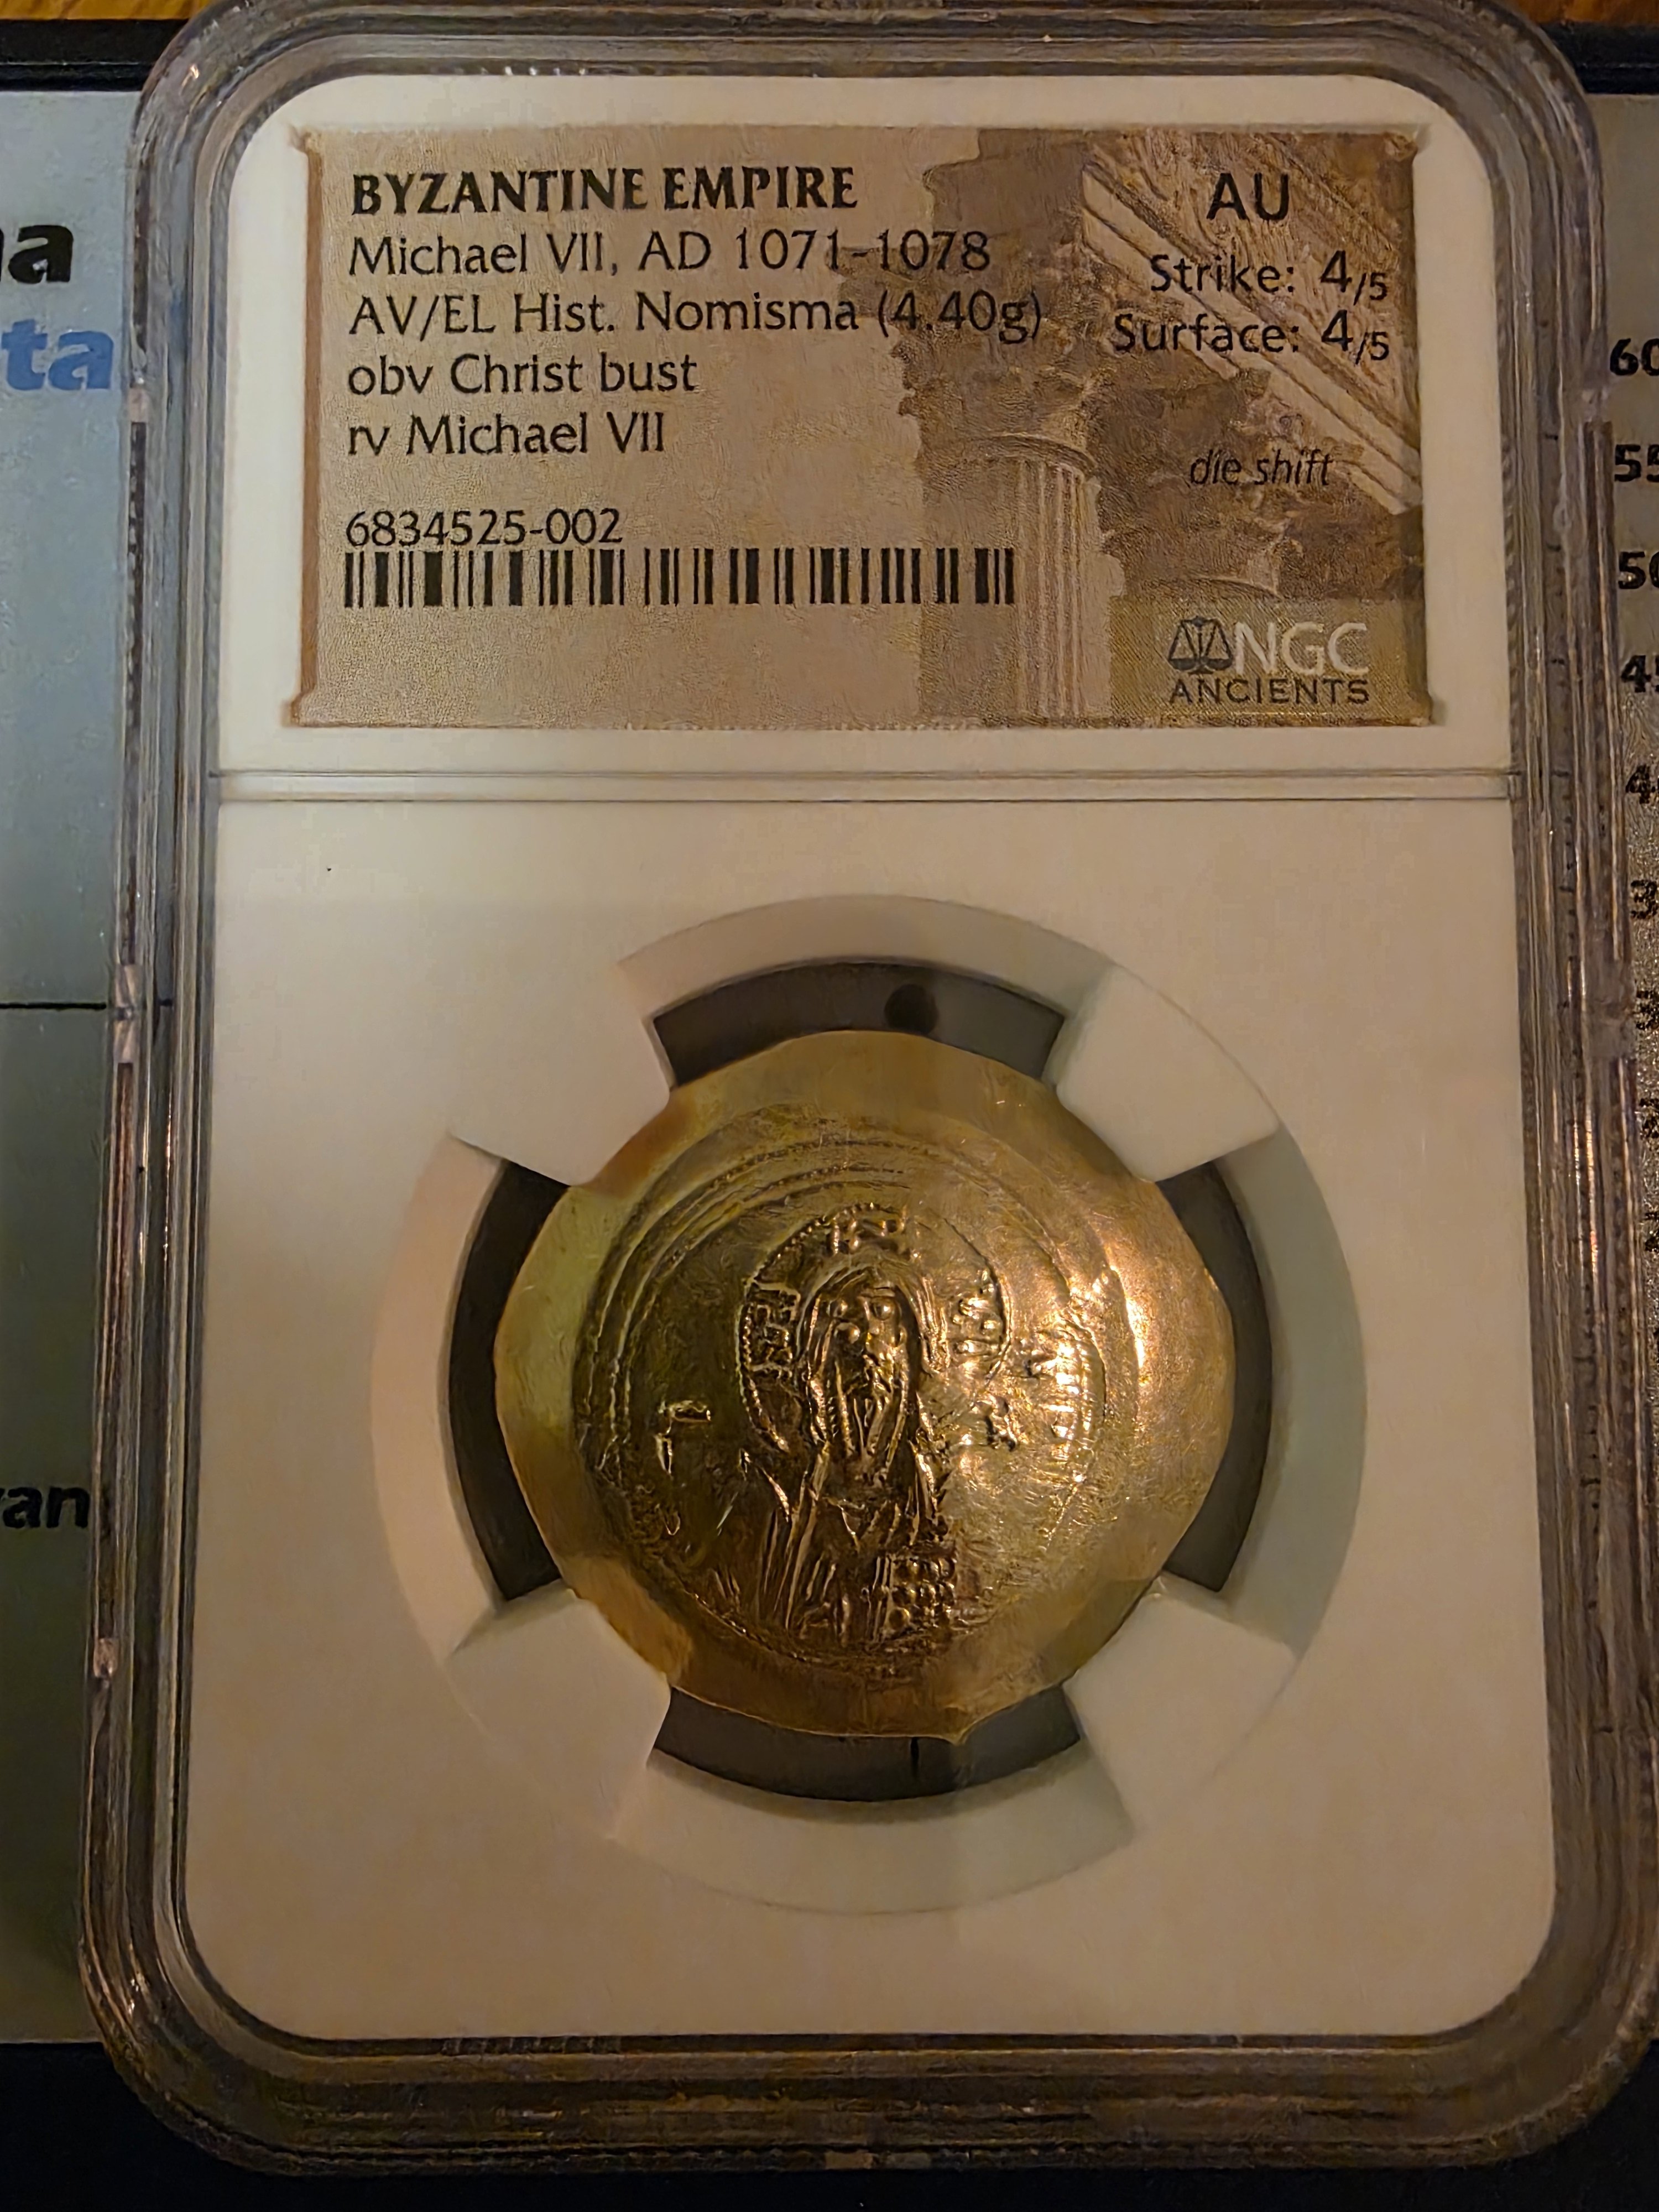 BYZANTINE EMPIRE
Michael VII, AD 1071-1078
AV/EL Hist. Nomisma (4.40g)
obv Christ bust
rv Michael VII
6834525-002
AU
Strike: 4/5
Surface: 4/5
die shift
NGC
ANCIENTS